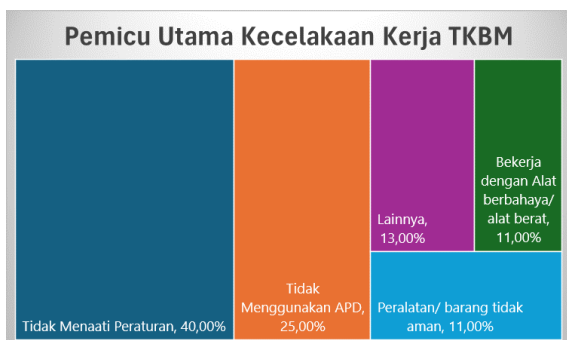 Pemicu Utama Kecelakaan Kerja TKBM
Tidak Menaati Peraturan, 40,00%
Tidak
Menggunakan APD,
25,00%
Lainnya,
13,00%
Bekerja
dengan Alat
berbahaya/
alat berat,
11,00%
Peralatan/ barang tidak
aman, 11,00%